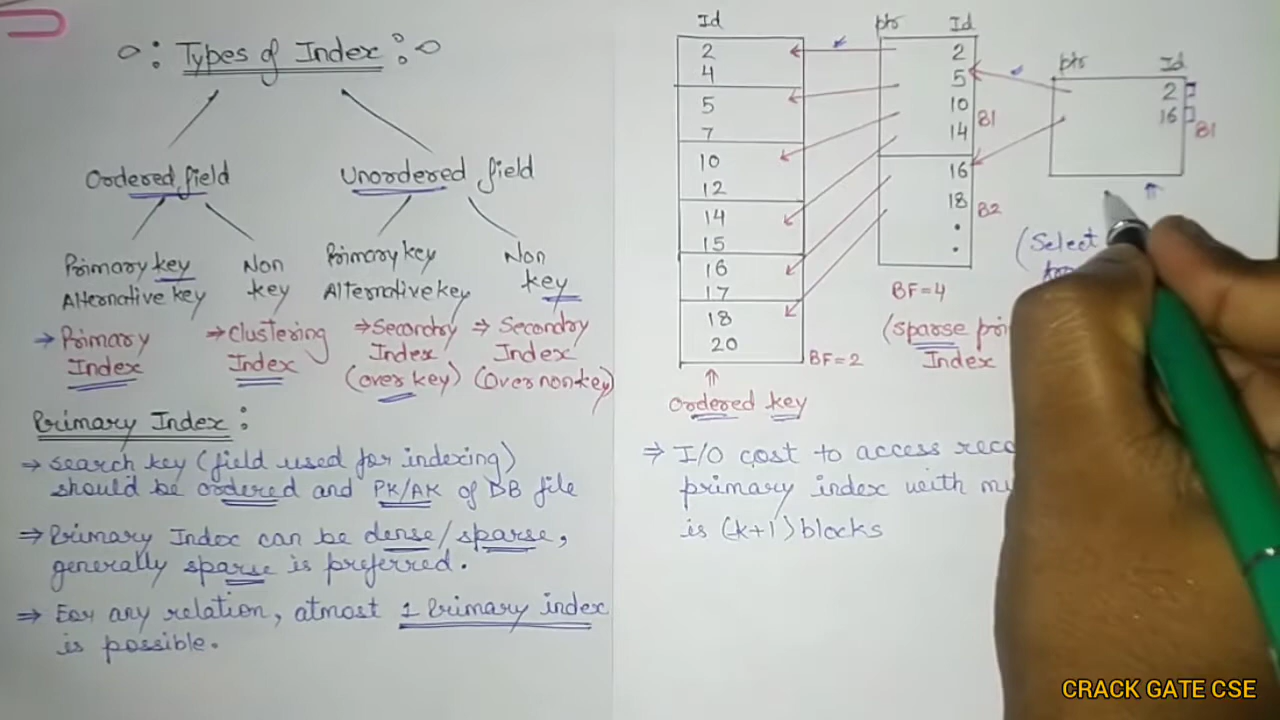 Types of Index
Ordered field
Unordered field
Primary key
Alternative key
Non
key
Primary key
Alternative key
Non
key
→ Primary
Index
⇒ Clustering
Index
⇒ Secondry
Index
(over key)
⇒ Secondry
Index
(Over nonkey)
Primary Index :
→ Search key (field used for indexing)
should be ordered and PK/AK of DB file
⇒ Primary Index can be dense/sparse,
generally sparse is preferred.
⇒ For any relation, atmost 1 Primary index
is possible.
Id
2
4
5
7
10
12
14
15
16
17
18
20
BF=2
ordered key
ptr Id
2
5
10
14
B1
16
18
B2
BF=4
(sparse
Index
ptr Id
2
16
B1
(Select
⇒ I/O cost to access
primary index with
is (k+1) blocks
CRACK GATE CSE